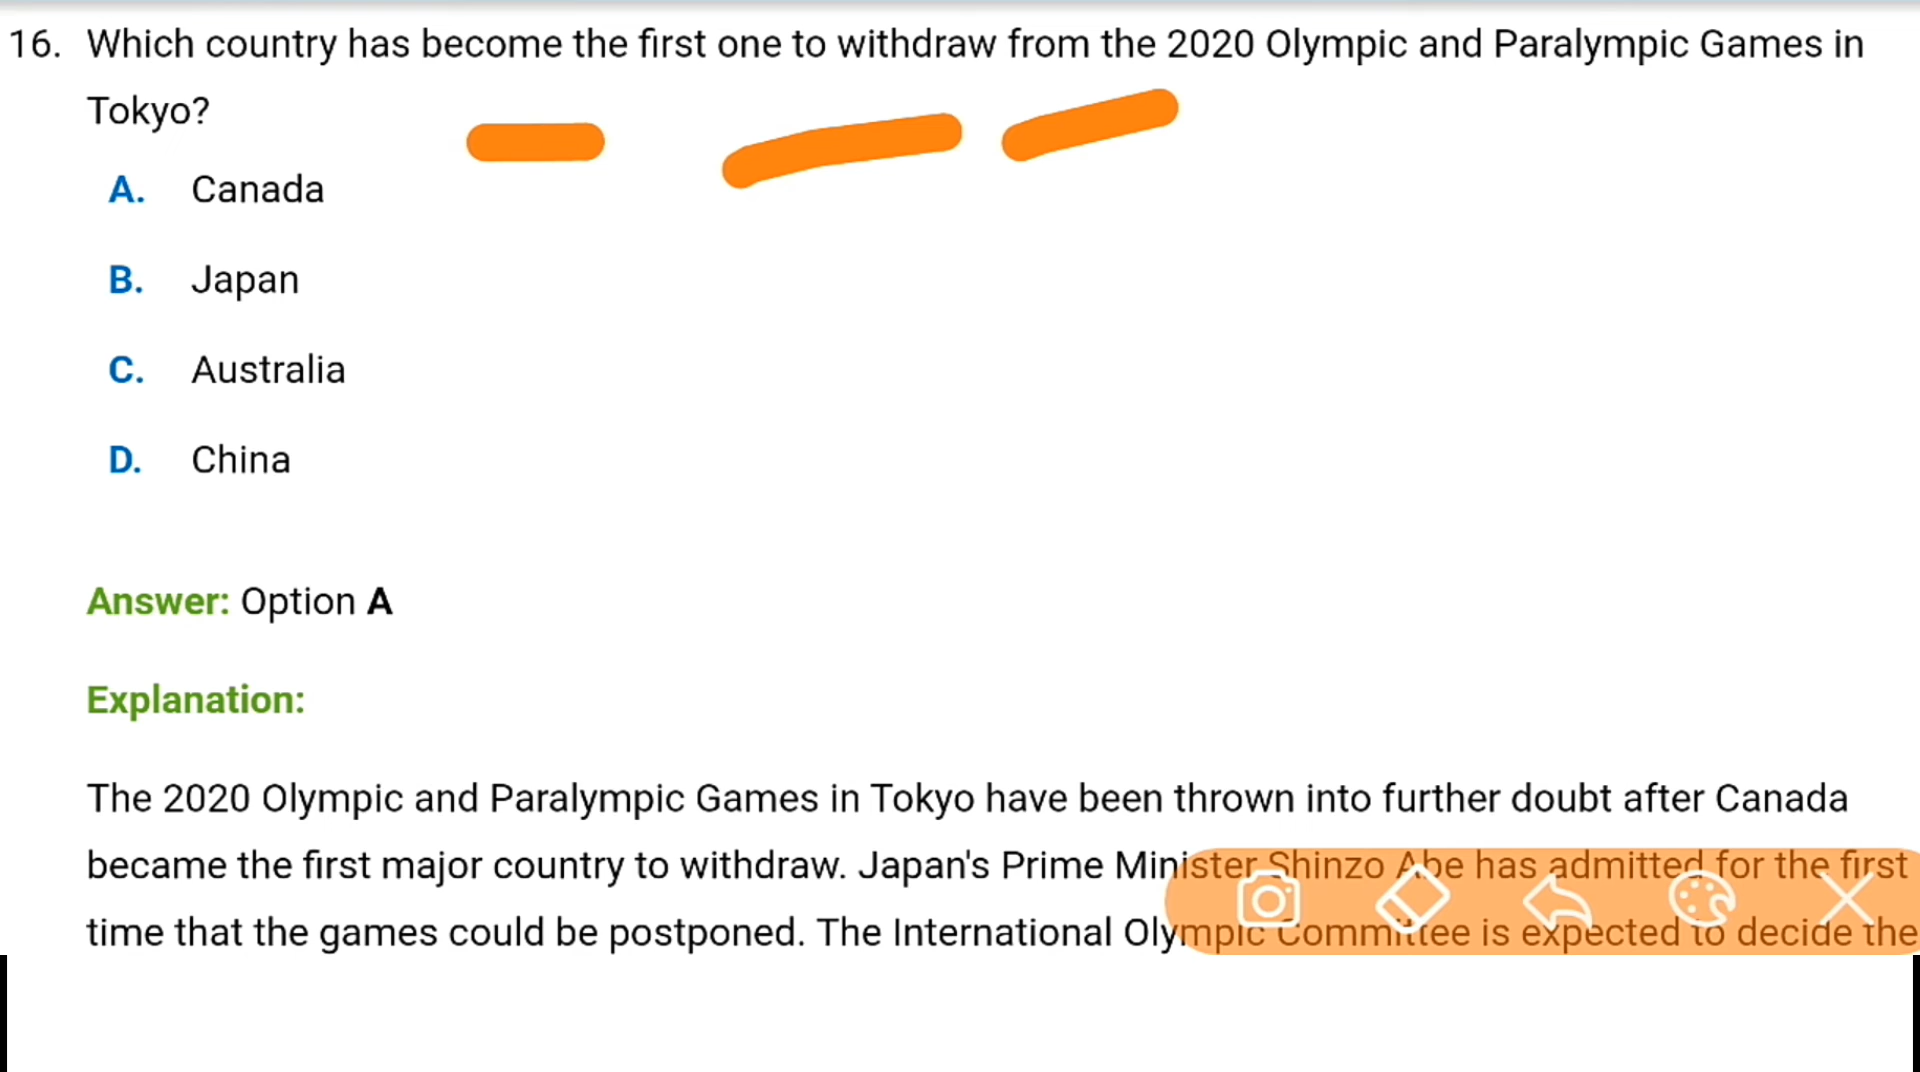 16. Which country has become the first one to withdraw from the 2020 Olympic and Paralympic Games in
Tokyo?
A. Canada
B. Japan
C. Australia
D. China
Answer: Option A
Explanation:
The 2020 Olympic and Paralympic Games in Tokyo have been thrown into further doubt after Canada
became the first major country to withdraw. Japan's Prime Minister Shinzo Abe has admitted for the first
time that the games could be postponed. The International Olympic Committee is expected to decide the